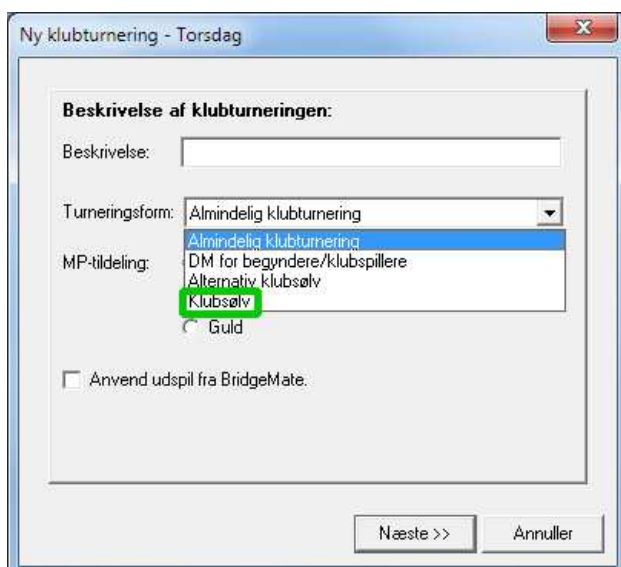 Ny klubturnering - Torsdag
Beskrivelse af klubturneringen:
Beskrivelse:
Turneringsform: Almindelig klubturnering
Almindelig klubturnering
MP-tildeling: DM for begyndere/klubspillere
Alternativ klubsølv
Klubsølv
Guld
Anvend udspil fra BridgeMate.
Næste >> Annuller